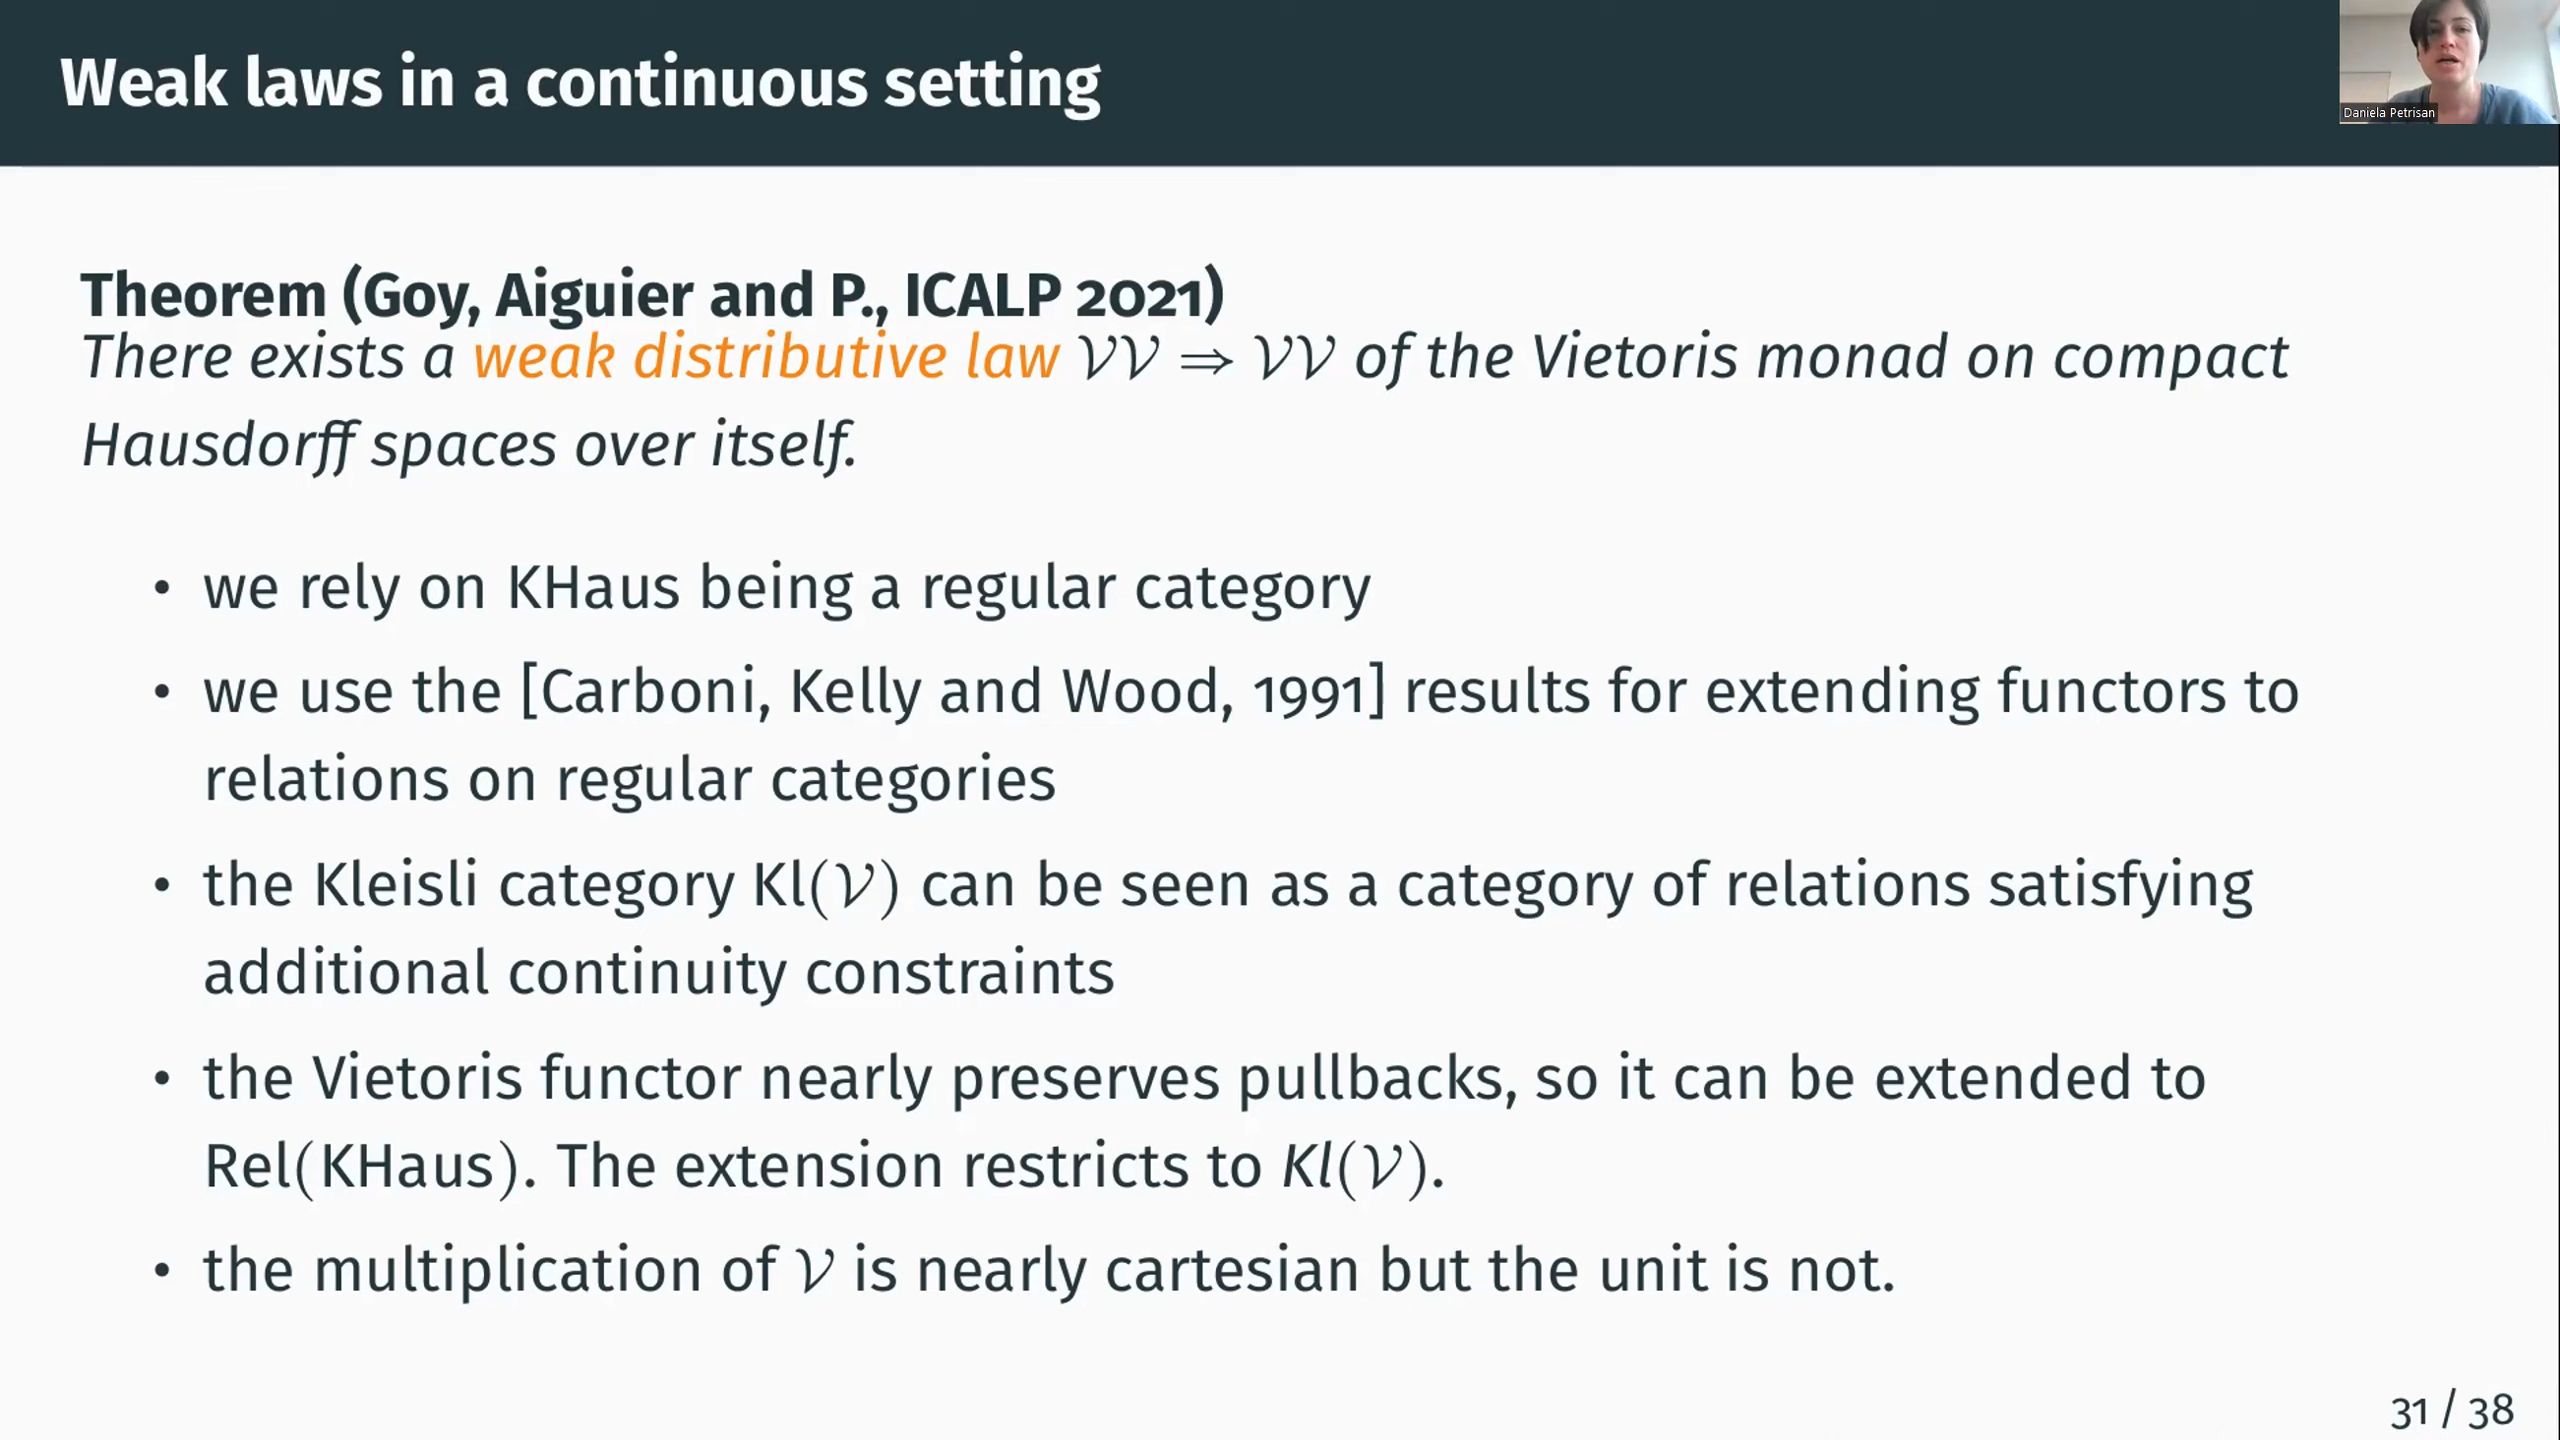 Weak laws in a continuous setting
Daniela Petrisan
Theorem (Goy, Aiguier and P., ICALP 2021)
There exists a weak distributive law 𝒱𝒱 ⇒ 𝒱𝒱 of the Vietoris monad on compact
Hausdorff spaces over itself.
• we rely on KHaus being a regular category
• we use the [Carboni, Kelly and Wood, 1991] results for extending functors to
relations on regular categories
• the Kleisli category Kl(𝒱) can be seen as a category of relations satisfying
additional continuity constraints
• the Vietoris functor nearly preserves pullbacks, so it can be extended to
Rel(KHaus). The extension restricts to Kl(𝒱).
• the multiplication of 𝒱 is nearly cartesian but the unit is not.
31 / 38